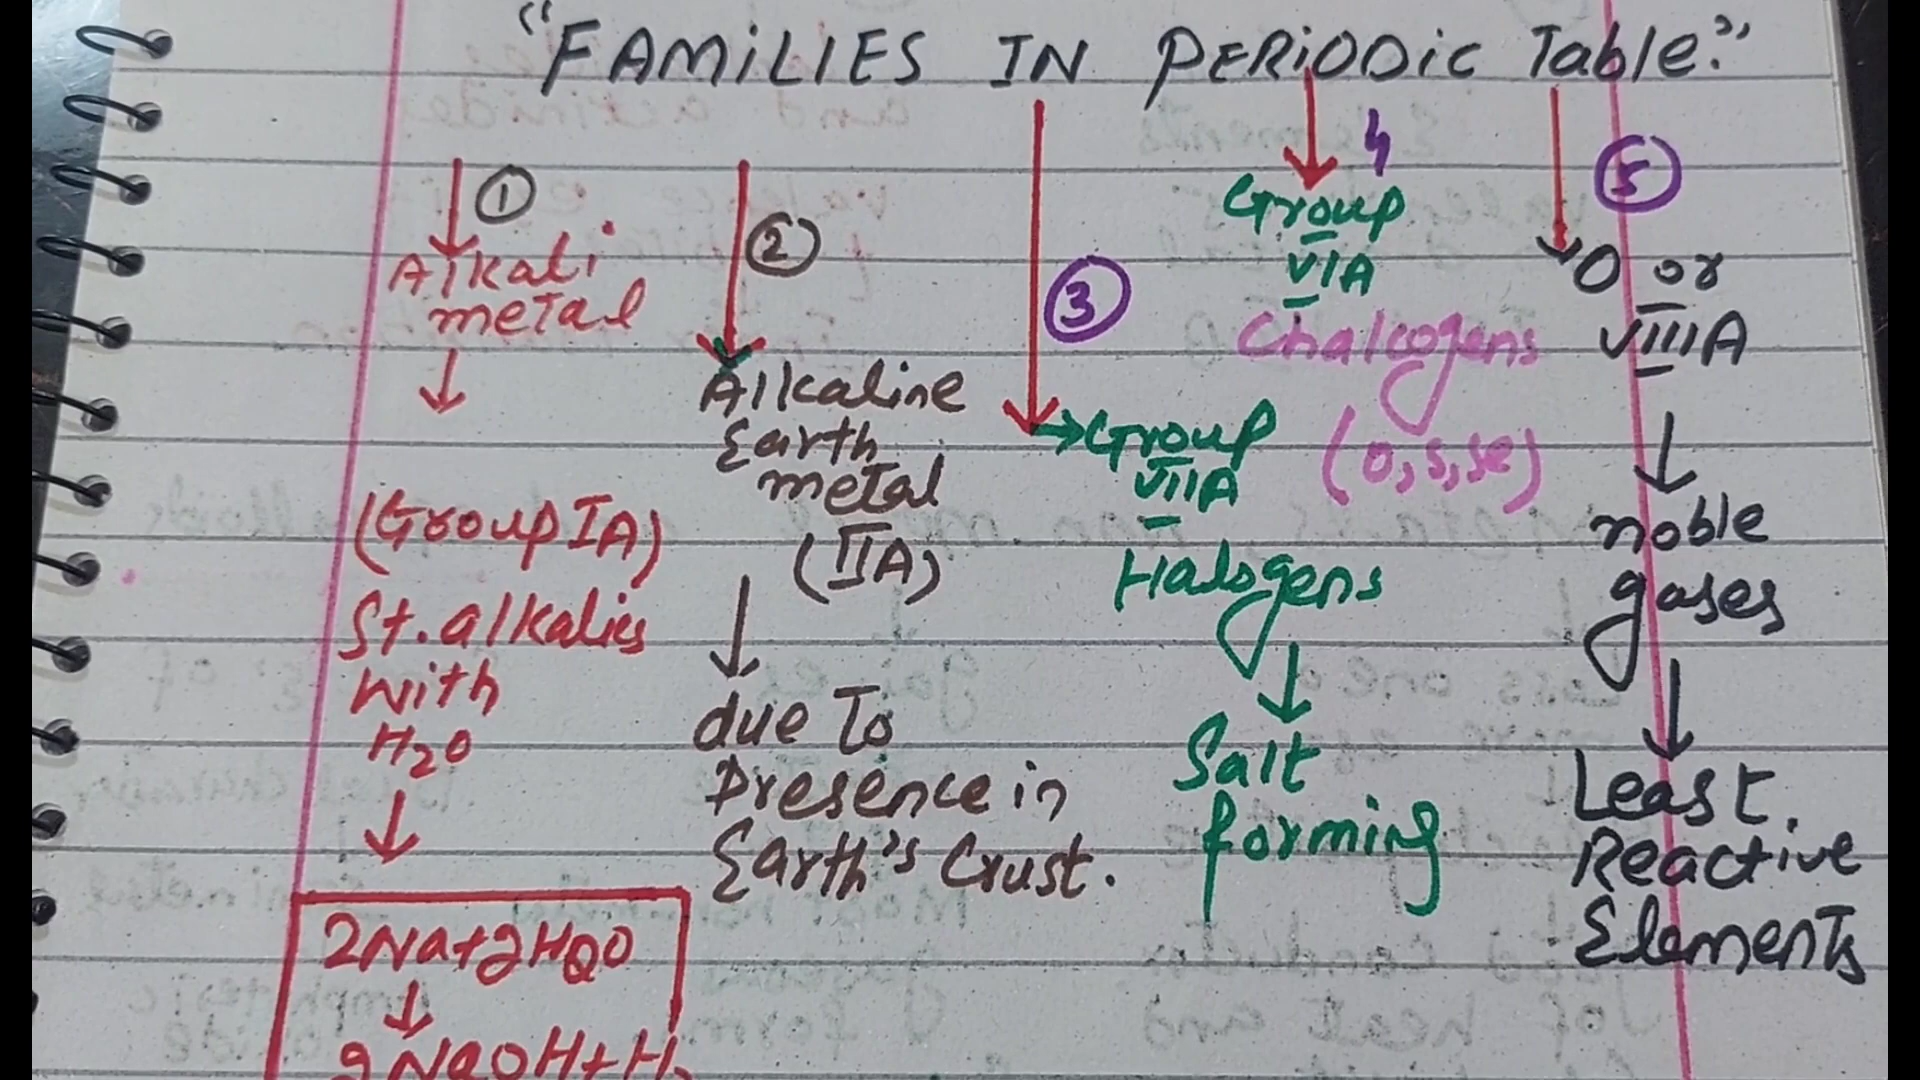 "FAMILIES IN PERIODIC Table."
①
Alkali
metal
(Group IA)
St. alkalies
with
H2O
2Na+2H2O
2NaOH+H2
②
Alkaline
Earth
metal
(IIA)
due To
Presence in
Earth's Crust.
③
Group
VIIA
Halogens
Salt
forming
4
Group
VIA
Chalcogens
(O, S, Se)
⑤
O or
VIIIA
noble
gases
Least
Reactive
Elements